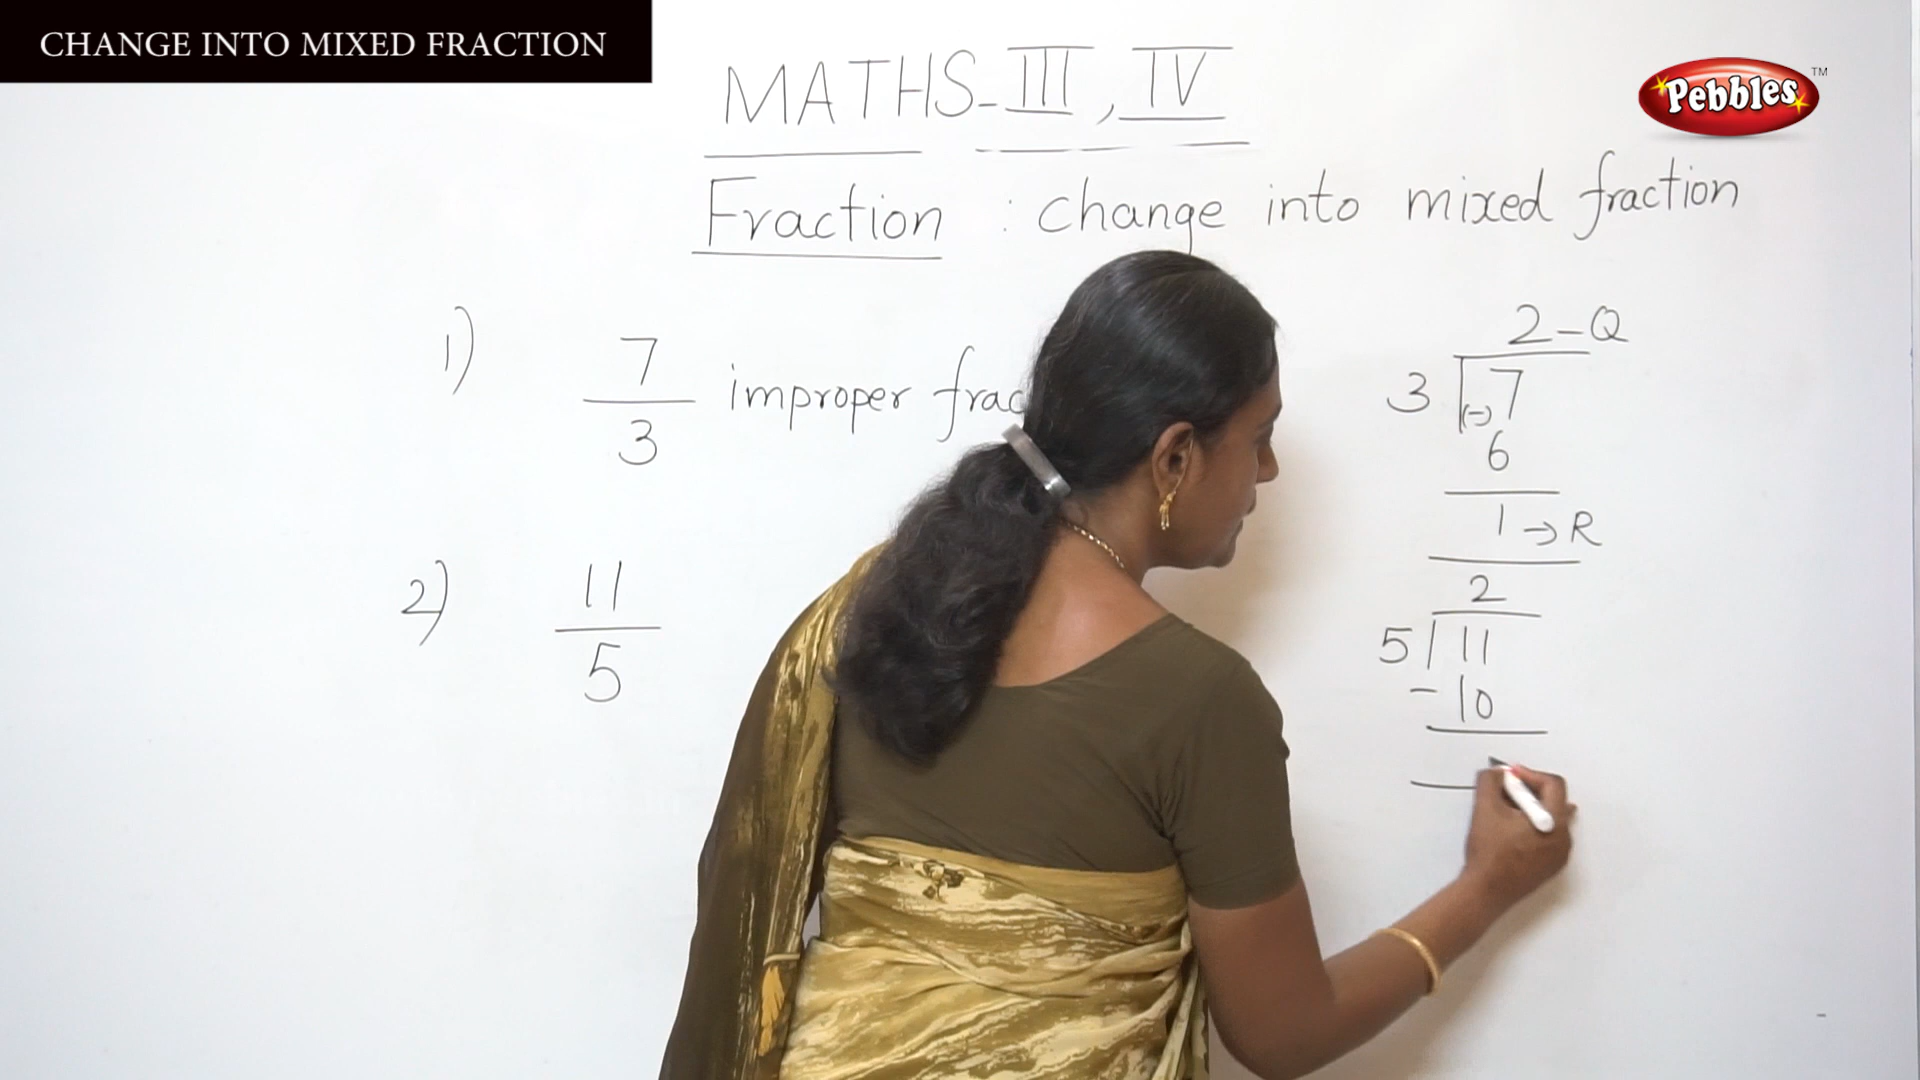 CHANGE INTO MIXED FRACTION
Pebbles TM
MATHS - III, IV
Fraction : change into mixed fraction
1) 7/3 improper frac
2 - Q
3 7
(-) 6
1 → R
2) 11/5
2
5 11
- 10